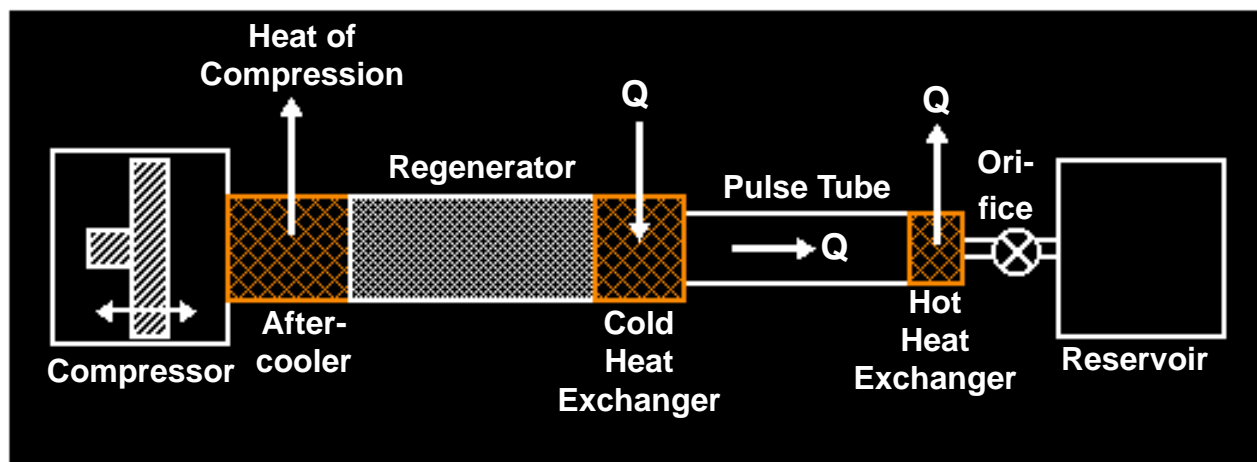 Heat of
Compression
Q
Q
Regenerator
Pulse Tube
Ori-
fice
Q
Compressor
After-
cooler
Cold
Heat
Exchanger
Hot
Heat
Exchanger
Reservoir